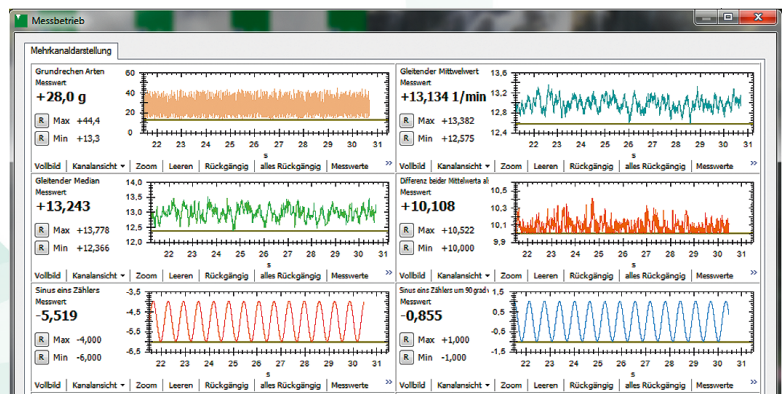 Messbetrieb
Mehrkanaldarstellung
Grundrechen Arten
Messwert
+28,0 g
R Max +44,4
R Min +13,3
60
40
20
0
22 23 24 25 26 27 28 29 30 31
s
Vollbild Kanalansicht Zoom Leeren Rückgängig alles Rückgängig Messwerte »
Gleitender Mittwelwert
Messwert
+13,134 1/min
R Max +13,382
R Min +12,575
13,6
13,2
12,8
12,4
22 23 24 25 26 27 28 29 30 31
s
Vollbild Kanalansicht Zoom Leeren Rückgängig alles Rückgängig Messwerte »
Gleitender Median
Messwert
+13,243
R Max +13,778
R Min +12,366
14,0
13,5
13,0
12,5
12,0
22 23 24 25 26 27 28 29 30 31
s
Vollbild Kanalansicht Zoom Leeren Rückgängig alles Rückgängig Messwerte »
Differenz beider Mittelwerta als
Messwert
+10,108
R Max +10,522
R Min +10,000
10,5
10,3
10,1
9,9
22 23 24 25 26 27 28 29 30 31
s
Vollbild Kanalansicht Zoom Leeren Rückgängig alles Rückgängig Messwerte »
Sinus eins Zählers
Messwert
-5,519
R Max -4,000
R Min -6,000
-3,5
-4,5
-5,5
-6,5
22 23 24 25 26 27 28 29 30 31
s
Vollbild Kanalansicht Zoom Leeren Rückgängig alles Rückgängig Messwerte »
Sinus eins Zählers um 90 grad v
Messwert
-0,855
R Max +1,000
R Min -1,000
1,5
0,5
-0,5
-1,5
22 23 24 25 26 27 28 29 30 31
s
Vollbild Kanalansicht Zoom Leeren Rückgängig alles Rückgängig Messwerte »